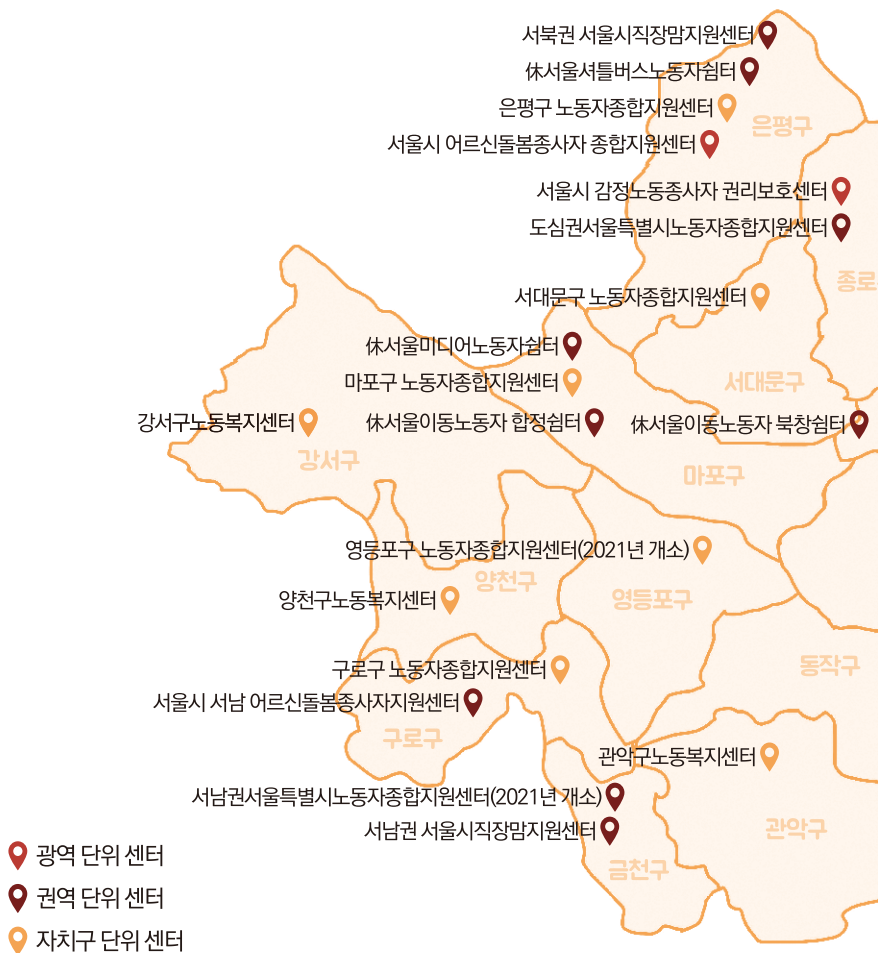 서북권 서울시직장맘지원센터
休서울셔틀버스노동자쉼터
은평구 노동자종합지원센터
은평구
서울시 어르신돌봄종사자 종합지원센터
서울시 감정노동종사자 권리보호센터
도심권서울특별시노동자종합지원센터
종로
서대문구 노동자종합지원센터
休서울미디어노동자쉼터
마포구 노동자종합지원센터
서대문구
강서구노동복지센터
休서울이동노동자 합정쉼터
休서울이동노동자 북창쉼터
강서구
마포구
영등포구 노동자종합지원센터(2021년 개소)
양천구
양천구노동복지센터
영등포구
구로구 노동자종합지원센터
동작구
서울시 서남 어르신돌봄종사자지원센터
구로구
관악구노동복지센터
서남권서울특별시노동자종합지원센터(2021년 개소)
서남권 서울시직장맘지원센터
관악구
금천구
광역 단위 센터
권역 단위 센터
자치구 단위 센터